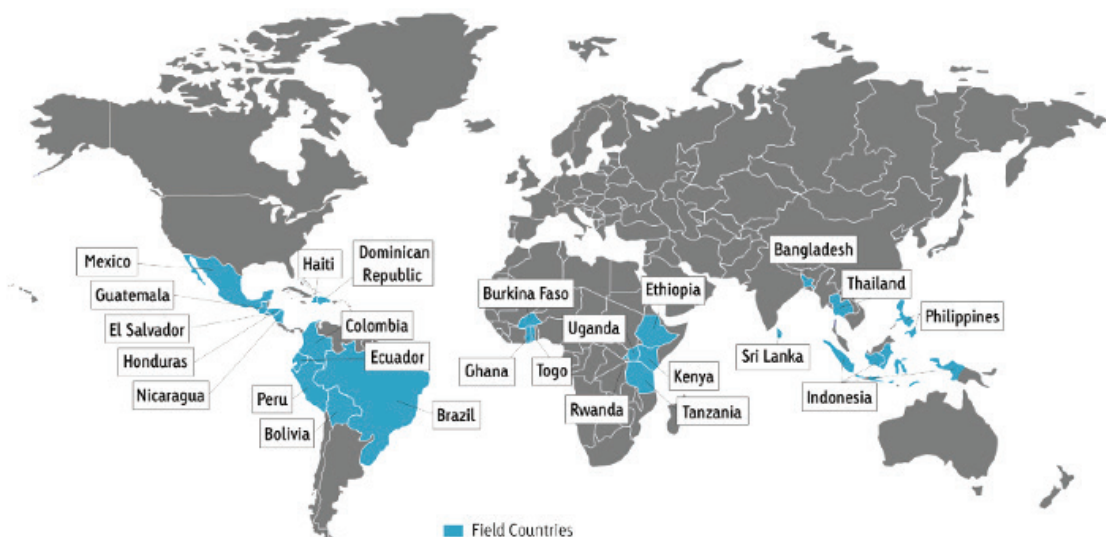 Mexico
Guatemala
El Salvador
Honduras
Nicaragua
Haiti
Dominican
Republic
Colombia
Ecuador
Peru
Bolivia
Brazil
Burkina Faso
Ghana
Togo
Ethiopia
Uganda
Kenya
Rwanda
Tanzania
Bangladesh
Thailand
Sri Lanka
Philippines
Indonesia
Field Countries